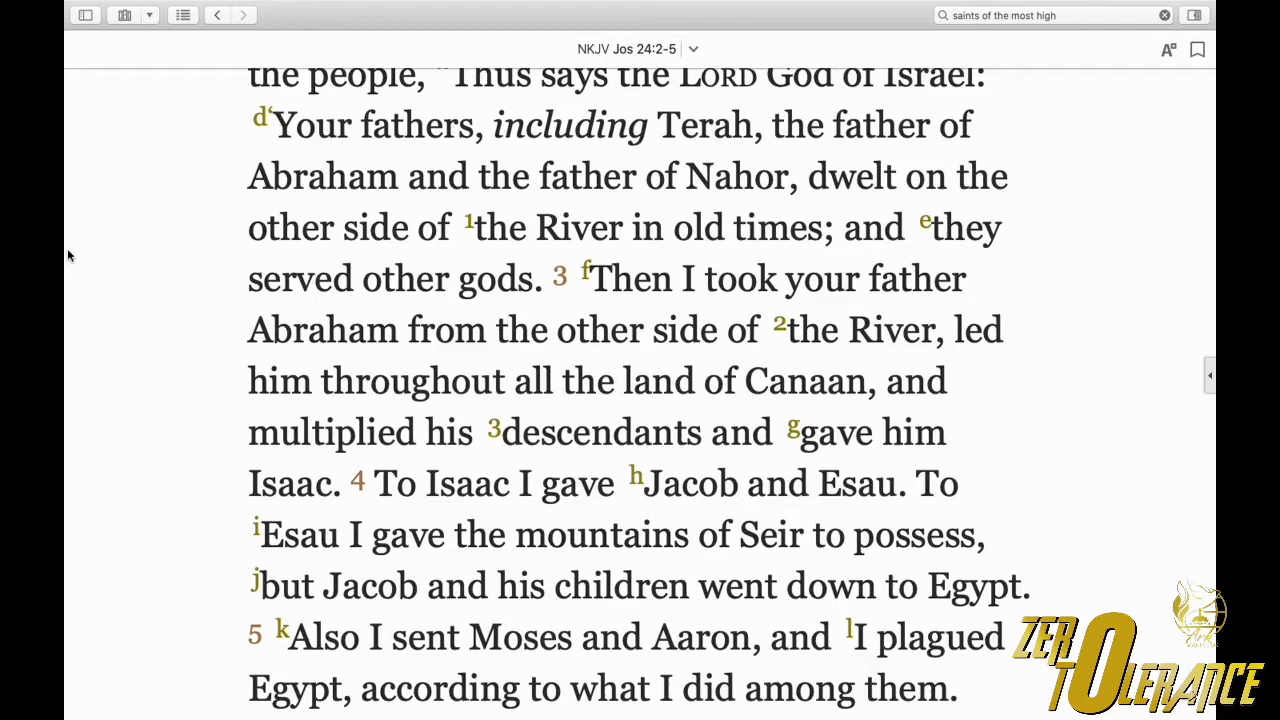 saints of the most high
NKJV Jos 24:2-5
the people, “Thus says the LORD God of Israel:
d‘Your fathers, including Terah, the father of
Abraham and the father of Nahor, dwelt on the
other side of 1the River in old times; and ethey
served other gods. 3 fThen I took your father
Abraham from the other side of 2the River, led
him throughout all the land of Canaan, and
multiplied his 3descendants and ggave him
Isaac. 4 To Isaac I gave hJacob and Esau. To
iEsau I gave the mountains of Seir to possess,
jbut Jacob and his children went down to Egypt.
5 kAlso I sent Moses and Aaron, and lI plagued
Egypt, according to what I did among them.
ZERO
TOLERANCE